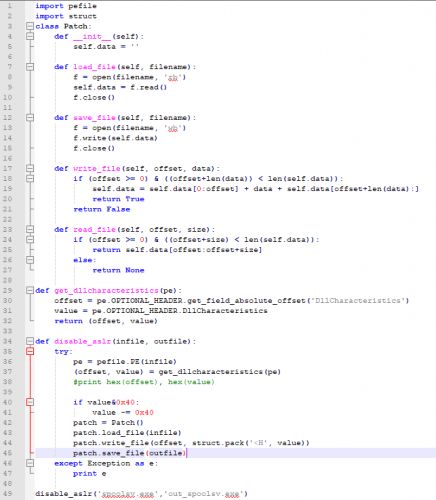 1 import pefile
2 import struct
3 class Patch:
4 def __init__(self):
5 self.data = ''
6
7 def load_file(self, filename):
8 f = open(filename, 'rb')
9 self.data = f.read()
10 f.close()
11
12 def save_file(self, filename):
13 f = open(filename, 'wb')
14 f.write(self.data)
15 f.close()
16
17 def write_file(self, offset, data):
18 if (offset >= 0) & ((offset+len(data)) < len(self.data)):
19 self.data = self.data[0:offset] + data + self.data[offset+len(data):]
20 return True
21 return False
22
23 def read_file(self, offset, size):
24 if (offset >= 0) & ((offset+size) < len(self.data)):
25 return self.data[offset:offset+size]
26 else:
27 return None
28
29 def get_dllcharacteristics(pe):
30 offset = pe.OPTIONAL_HEADER.get_field_absolute_offset('DllCharacteristics')
31 value = pe.OPTIONAL_HEADER.DllCharacteristics
32 return (offset, value)
33
34 def disable_aslr(infile, outfile):
35 try:
36 pe = pefile.PE(infile)
37 (offset, value) = get_dllcharacteristics(pe)
38 #print hex(offset), hex(value)
39
40 if value&0x40:
41 value -= 0x40
42 patch = Patch()
43 patch.load_file(infile)
44 patch.write_file(offset, struct.pack('<H', value))
45 patch.save_file(outfile)
46 except Exception as e:
47 print e
48
49 disable_aslr('spoolsv.exe','out_spoclsv.exe')